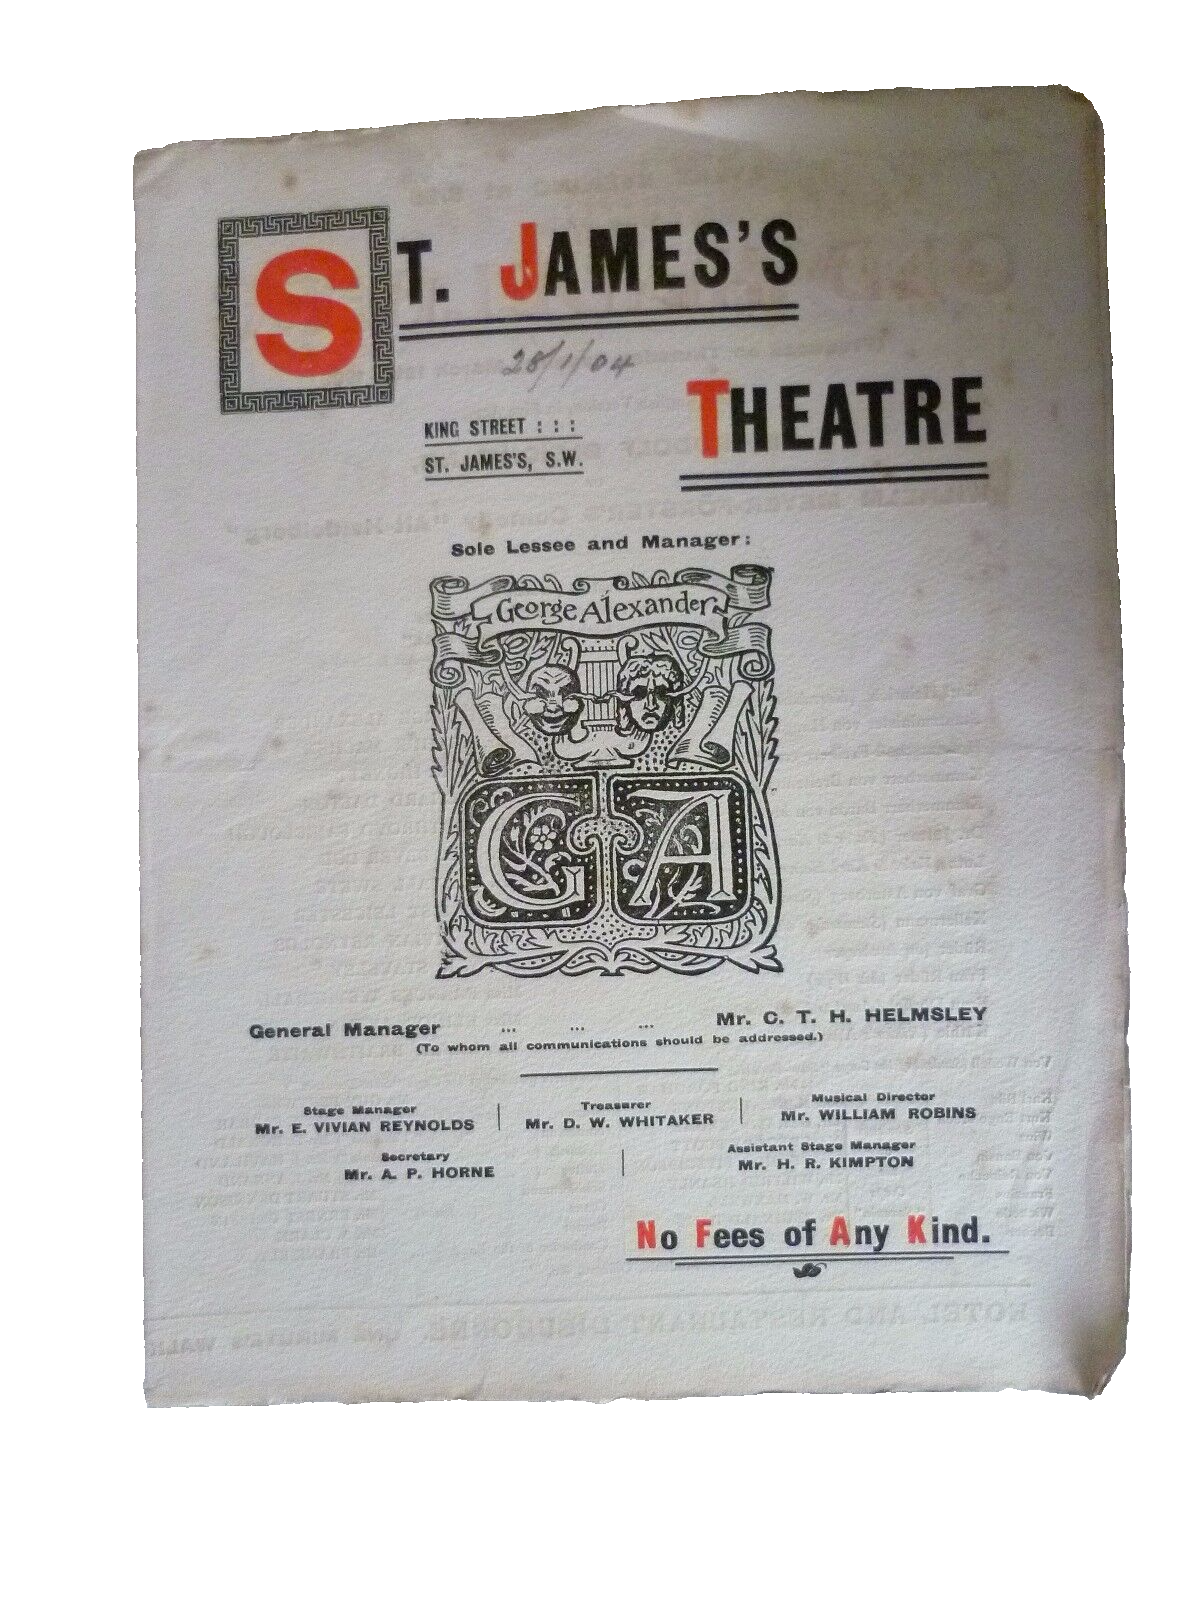 ST. JAMES'S
28/1/04
THEATRE
KING STREET : : :
ST. JAMES'S, S.W.
Sole Lessee and Manager:
George Alexander
G A
General Manager ... ... ... Mr. C. T. H. HELMSLEY
(To whom all communications should be addressed.)
Stage Manager
Mr. E. VIVIAN REYNOLDS
Treasurer
Mr. D. W. WHITAKER
Musical Director
Mr. WILLIAM ROBINS
Secretary
Mr. A. P. HORNE
Assistant Stage Manager
Mr. H. R. KIMPTON
No Fees of Any Kind.